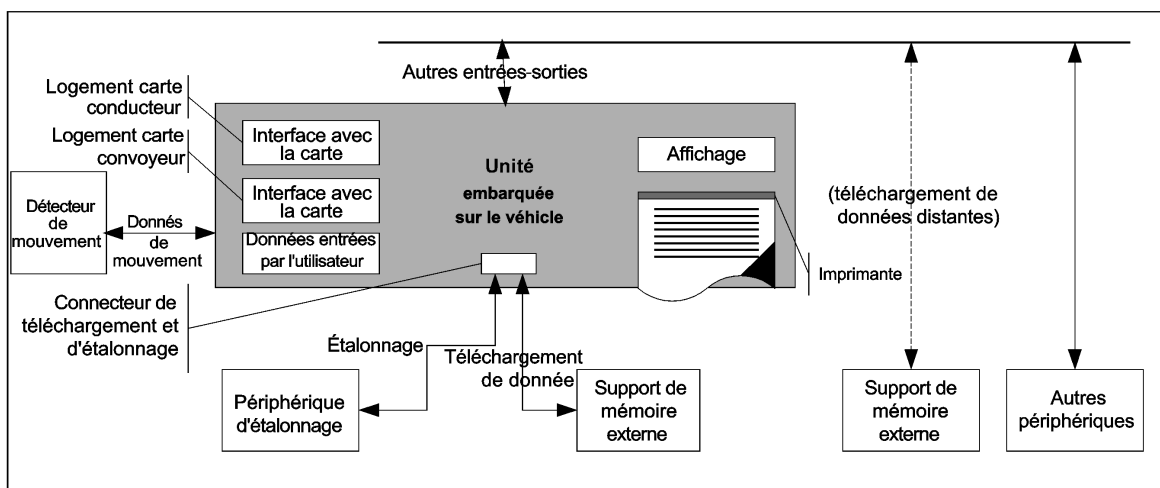 Autres entrées-sorties
Logement carte
conducteur
Logement carte
convoyeur
Interface avec
la carte
Interface avec
la carte
Données entrées
par l'utilisateur
Unité
embarquée
sur le véhicle
Affichage
Détecteur
de
mouvement
Donnés
de
mouvement
(téléchargement de
données distantes)
Imprimante
Connecteur de
téléchargement et
d'étalonnage
Étalonnage
Téléchargement
de donnée
Périphérique
d'étalonnage
Support de
mémoire
externe
Support de
mémoire
externe
Autres
périphériques